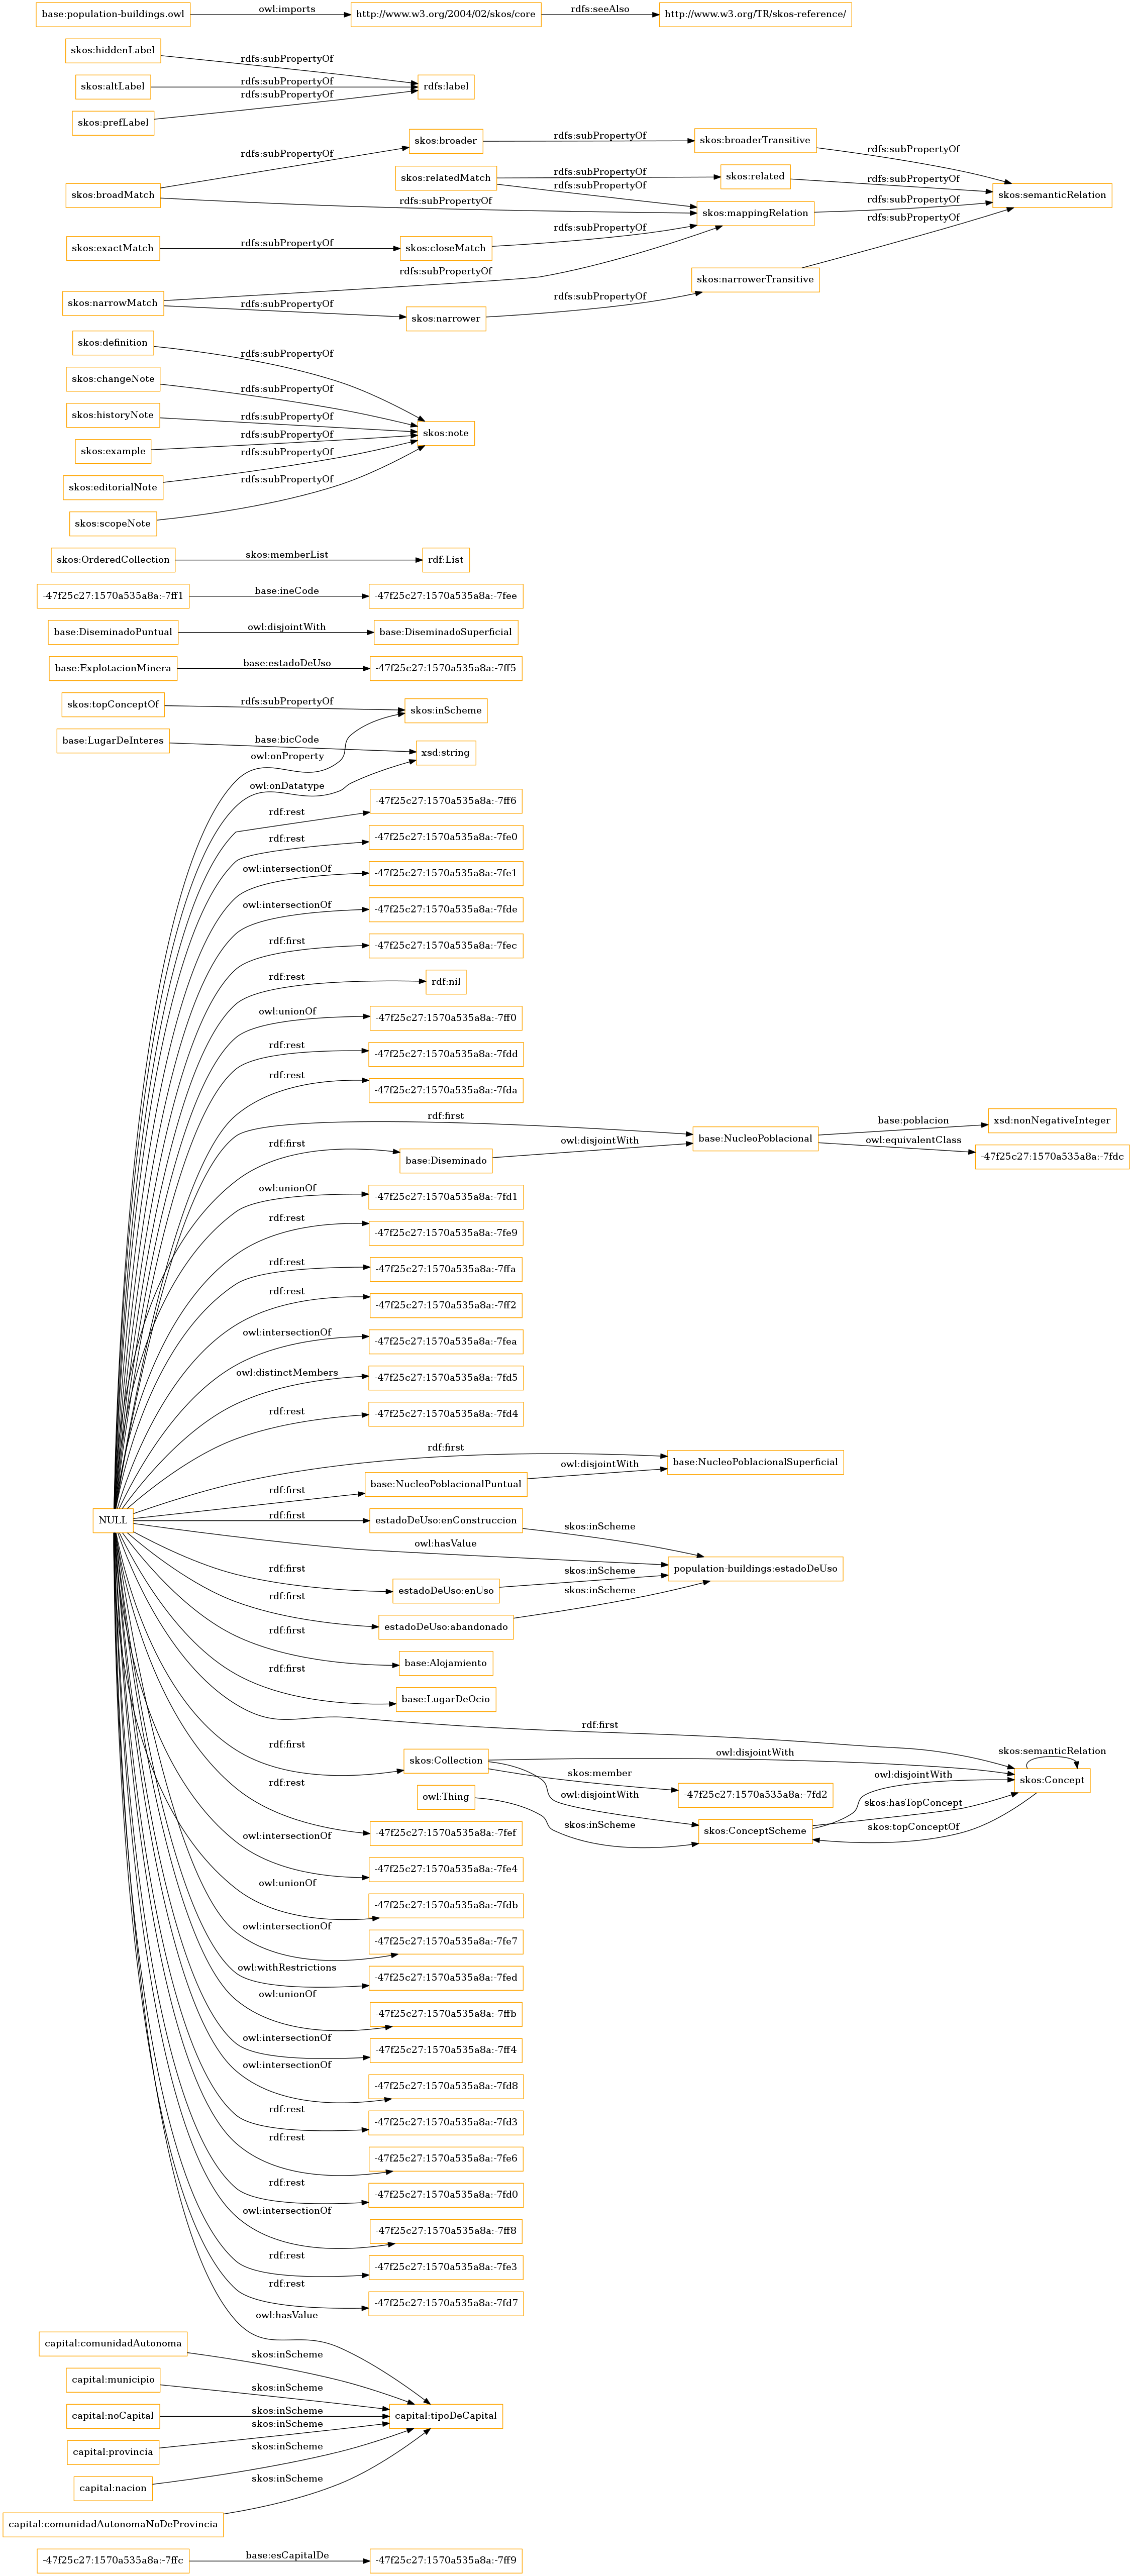 base:population-buildings.owl owl:imports http://www.w3.org/2004/02/skos/core rdfs:seeAlso http://www.w3.org/TR/skos-reference/
skos:hiddenLabel rdfs:subPropertyOf
skos:altLabel rdfs:subPropertyOf rdfs:label
skos:prefLabel rdfs:subPropertyOf
skos:broader rdfs:subPropertyOf skos:broaderTransitive rdfs:subPropertyOf
rdfs:subPropertyOf
skos:relatedMatch rdfs:subPropertyOf skos:related rdfs:subPropertyOf
rdfs:subPropertyOf
skos:broadMatch rdfs:subPropertyOf skos:mappingRelation rdfs:subPropertyOf skos:semanticRelation
rdfs:subPropertyOf
skos:exactMatch rdfs:subPropertyOf skos:closeMatch rdfs:subPropertyOf
rdfs:subPropertyOf skos:narrowerTransitive
skos:narrowMatch rdfs:subPropertyOf skos:narrower rdfs:subPropertyOf
skos:definition rdfs:subPropertyOf
skos:changeNote rdfs:subPropertyOf
skos:historyNote rdfs:subPropertyOf
skos:note
skos:example rdfs:subPropertyOf
skos:editorialNote rdfs:subPropertyOf
skos:scopeNote rdfs:subPropertyOf
skos:OrderedCollection skos:memberList rdf:List
-47f25c27:1570a535a8a:-7ff1 base:ineCode -47f25c27:1570a535a8a:-7fee
base:DiseminadoPuntual owl:disjointWith base:DiseminadoSuperficial
base:ExplotacionMinera base:estadoDeUso -47f25c27:1570a535a8a:-7ff5
skos:topConceptOf rdfs:subPropertyOf skos:inScheme
base:LugarDeInteres base:bicCode xsd:string
owl:onProperty
owl:onDatatype
rdf:rest -47f25c27:1570a535a8a:-7ff6
rdf:rest -47f25c27:1570a535a8a:-7fe0
owl:intersectionOf -47f25c27:1570a535a8a:-7fe1
owl:intersectionOf -47f25c27:1570a535a8a:-7fde
rdf:first -47f25c27:1570a535a8a:-7fec
rdf:rest rdf:nil
owl:unionOf -47f25c27:1570a535a8a:-7ff0
rdf:rest -47f25c27:1570a535a8a:-7fdd
rdf:rest -47f25c27:1570a535a8a:-7fda
rdf:first base:NucleoPoblacional base:poblacion xsd:nonNegativeInteger
rdf:first base:Diseminado owl:disjointWith owl:equivalentClass -47f25c27:1570a535a8a:-7fdc
owl:unionOf -47f25c27:1570a535a8a:-7fd1
rdf:rest -47f25c27:1570a535a8a:-7fe9
rdf:rest -47f25c27:1570a535a8a:-7ffa
rdf:rest -47f25c27:1570a535a8a:-7ff2
owl:intersectionOf -47f25c27:1570a535a8a:-7fea
owl:distinctMembers -47f25c27:1570a535a8a:-7fd5
rdf:rest -47f25c27:1570a535a8a:-7fd4
rdf:first base:NucleoPoblacionalSuperficial
rdf:first base:NucleoPoblacionalPuntual owl:disjointWith
NULL rdf:first estadoDeUso:enConstruccion skos:inScheme
owl:hasValue population-buildings:estadoDeUso
rdf:first estadoDeUso:enUso skos:inScheme
rdf:first estadoDeUso:abandonado skos:inScheme
rdf:first base:Alojamiento
rdf:first base:LugarDeOcio
rdf:first
rdf:first skos:Collection owl:disjointWith skos:semanticRelation
skos:Concept
skos:member -47f25c27:1570a535a8a:-7fd2
owl:disjointWith owl:disjointWith
owl:Thing skos:inScheme skos:ConceptScheme skos:hasTopConcept
skos:topConceptOf
rdf:rest -47f25c27:1570a535a8a:-7fef
owl:intersectionOf -47f25c27:1570a535a8a:-7fe4
owl:unionOf -47f25c27:1570a535a8a:-7fdb
owl:intersectionOf -47f25c27:1570a535a8a:-7fe7
owl:withRestrictions -47f25c27:1570a535a8a:-7fed
owl:unionOf -47f25c27:1570a535a8a:-7ffb
owl:intersectionOf -47f25c27:1570a535a8a:-7ff4
owl:intersectionOf -47f25c27:1570a535a8a:-7fd8
rdf:rest -47f25c27:1570a535a8a:-7fd3
rdf:rest -47f25c27:1570a535a8a:-7fe6
rdf:rest -47f25c27:1570a535a8a:-7fd0
owl:intersectionOf -47f25c27:1570a535a8a:-7ff8
rdf:rest -47f25c27:1570a535a8a:-7fe3
rdf:rest -47f25c27:1570a535a8a:-7fd7
owl:hasValue
capital:comunidadAutonoma skos:inScheme
capital:municipio skos:inScheme
capital:noCapital skos:inScheme capital:tipoDeCapital
capital:provincia skos:inScheme
capital:nacion skos:inScheme
capital:comunidadAutonomaNoDeProvincia skos:inScheme
-47f25c27:1570a535a8a:-7ffc base:esCapitalDe -47f25c27:1570a535a8a:-7ff9